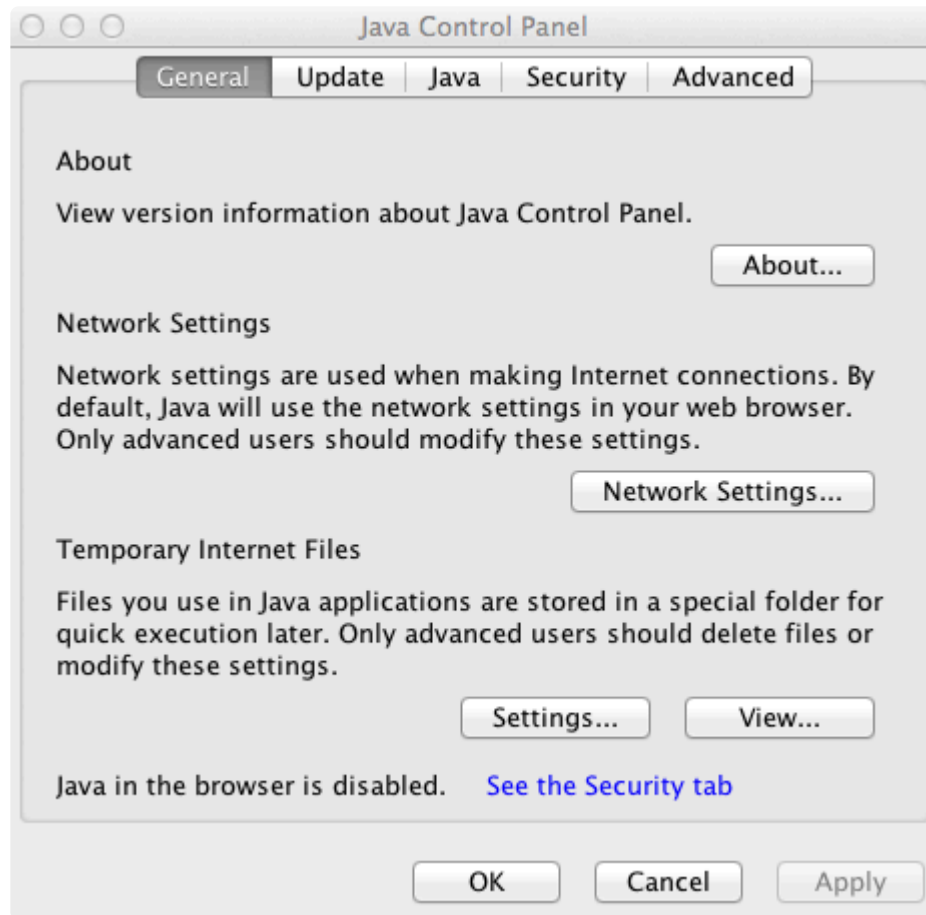 Java Control Panel
General Update Java Security Advanced
About
View version information about Java Control Panel.
About...
Network Settings
Network settings are used when making Internet connections. By
default, Java will use the network settings in your web browser.
Only advanced users should modify these settings.
Network Settings...
Temporary Internet Files
Files you use in Java applications are stored in a special folder for
quick execution later. Only advanced users should delete files or
modify these settings.
Settings... View...
Java in the browser is disabled. See the Security tab
OK Cancel Apply